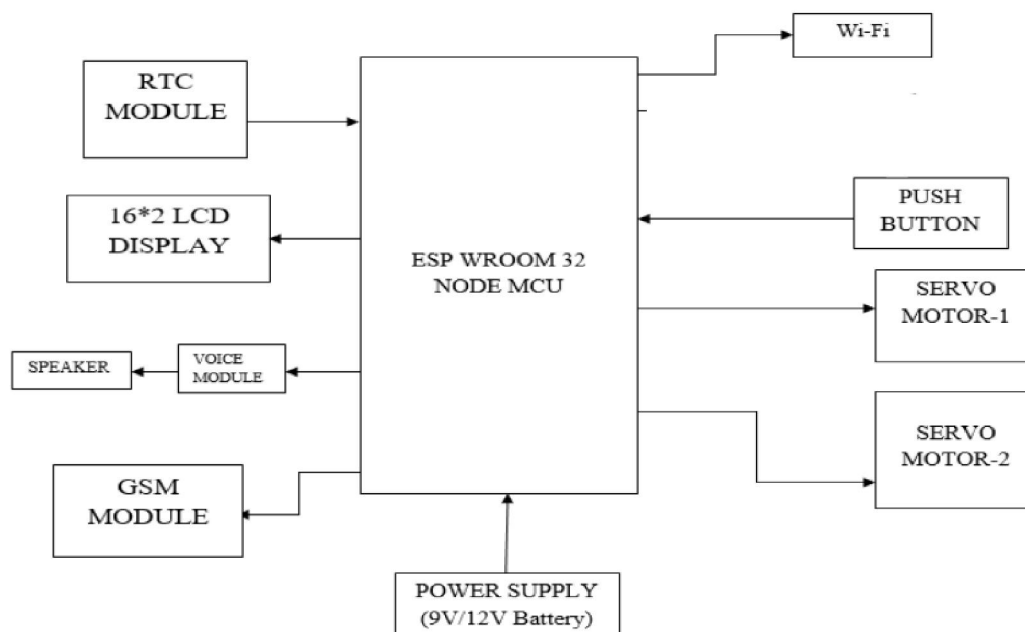 Wi-Fi
RTC
MODULE
PUSH
BUTTON
16*2 LCD
DISPLAY
ESP WROOM 32
NODE MCU
SERVO
MOTOR-1
VOICE
MODULE
SPEAKER
SERVO
MOTOR-2
GSM
MODULE
POWER SUPPLY
(9V/12V Battery)